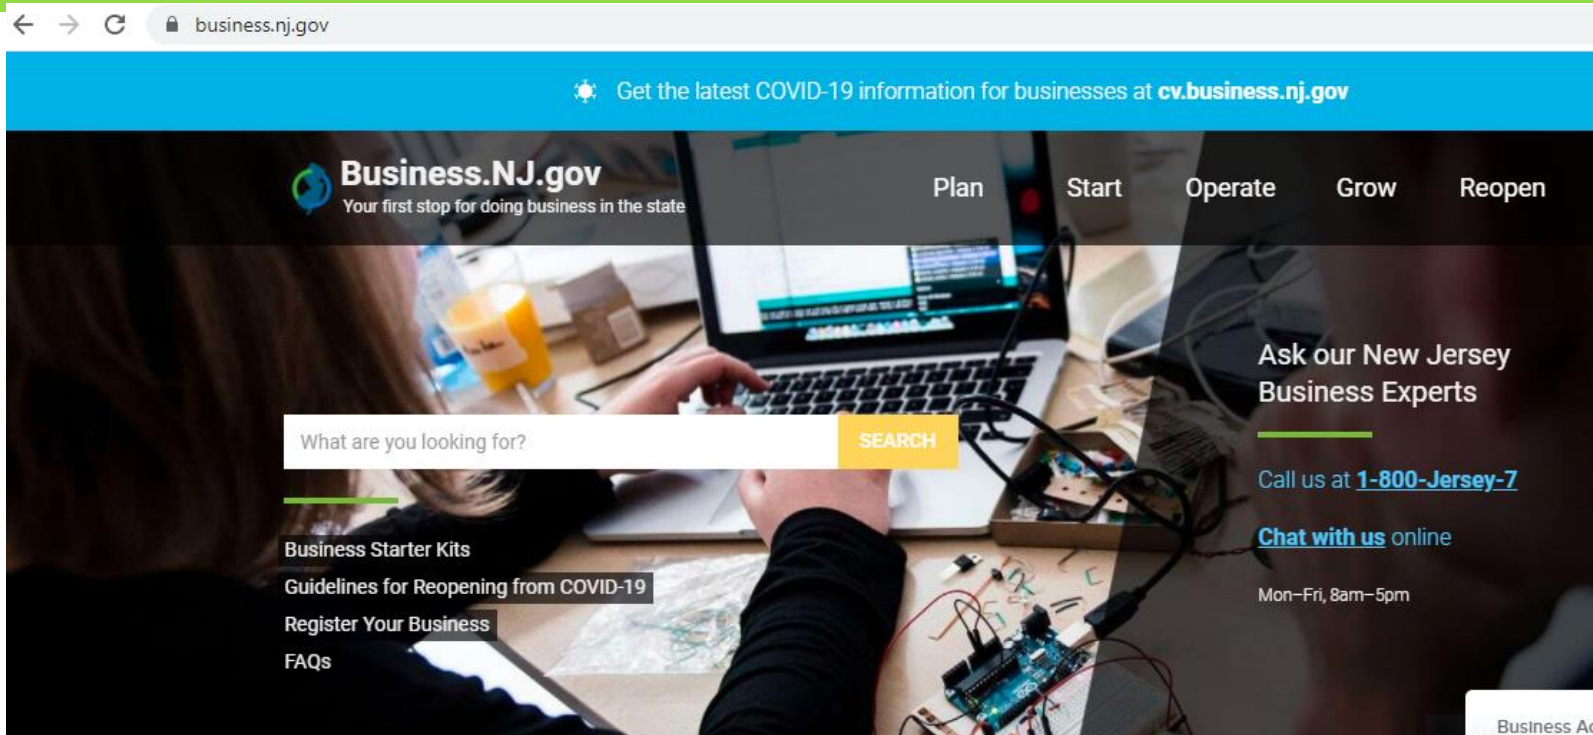 business.nj.gov
Get the latest COVID-19 information for businesses at cv.business.nj.gov
Business.NJ.gov
Your first stop for doing business in the state
Plan
Start
Operate
Grow
Reopen
What are you looking for?
SEARCH
Business Starter Kits
Guidelines for Reopening from COVID-19
Register Your Business
FAQs
Ask our New Jersey
Business Experts
Call us at 1-800-Jersey-7
Chat with us online
Mon–Fri, 8am–5pm
Business